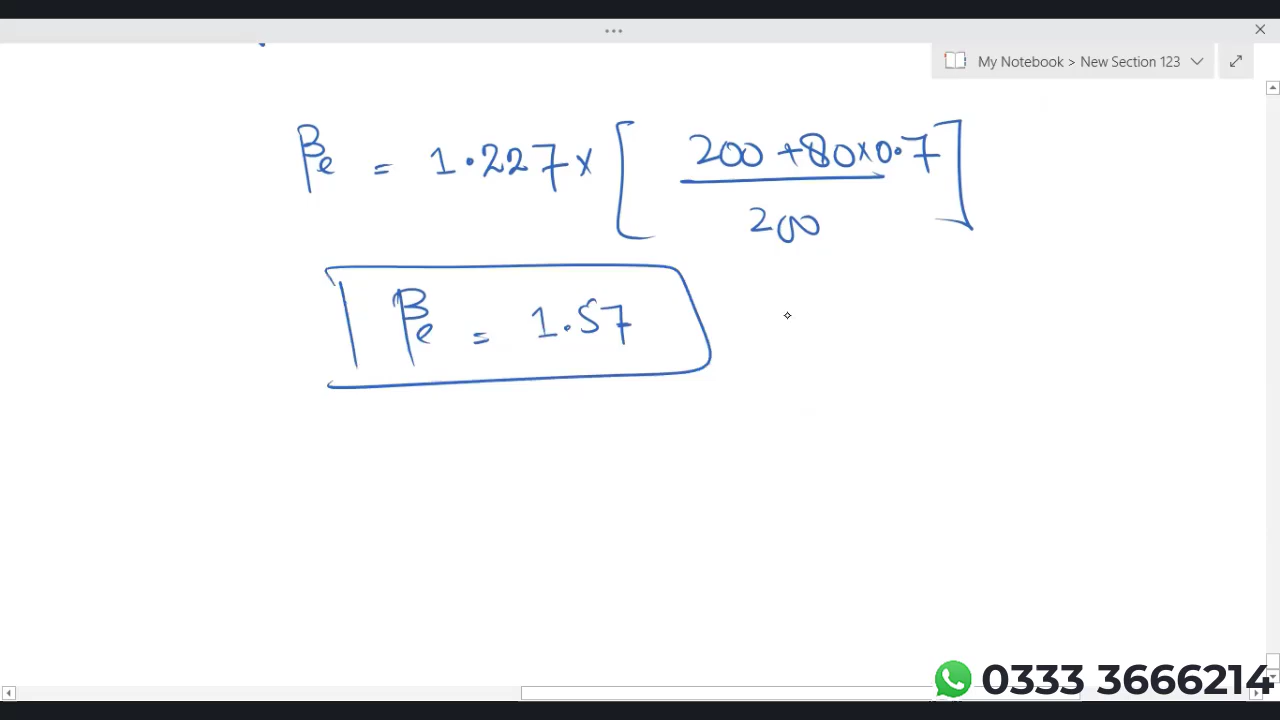 ...
My Notebook > New Section 123
βe = 1.227 × [ 200 + 80 × 0.7
200 ]
βe = 1.57
0333 3666214